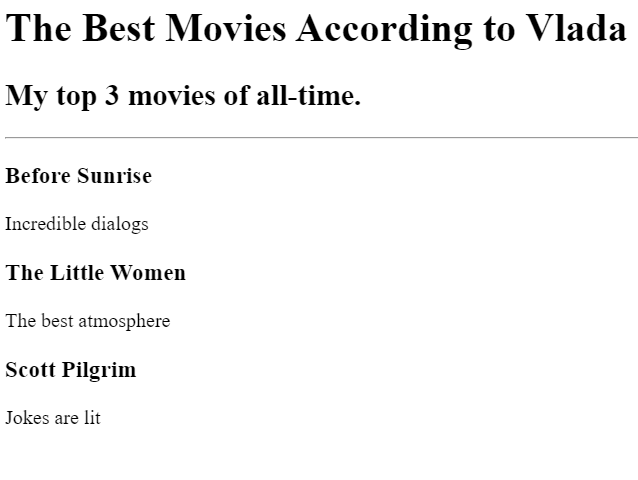 The Best Movies According to Vlada
My top 3 movies of all-time.
Before Sunrise
Incredible dialogs
The Little Women
The best atmosphere
Scott Pilgrim
Jokes are lit